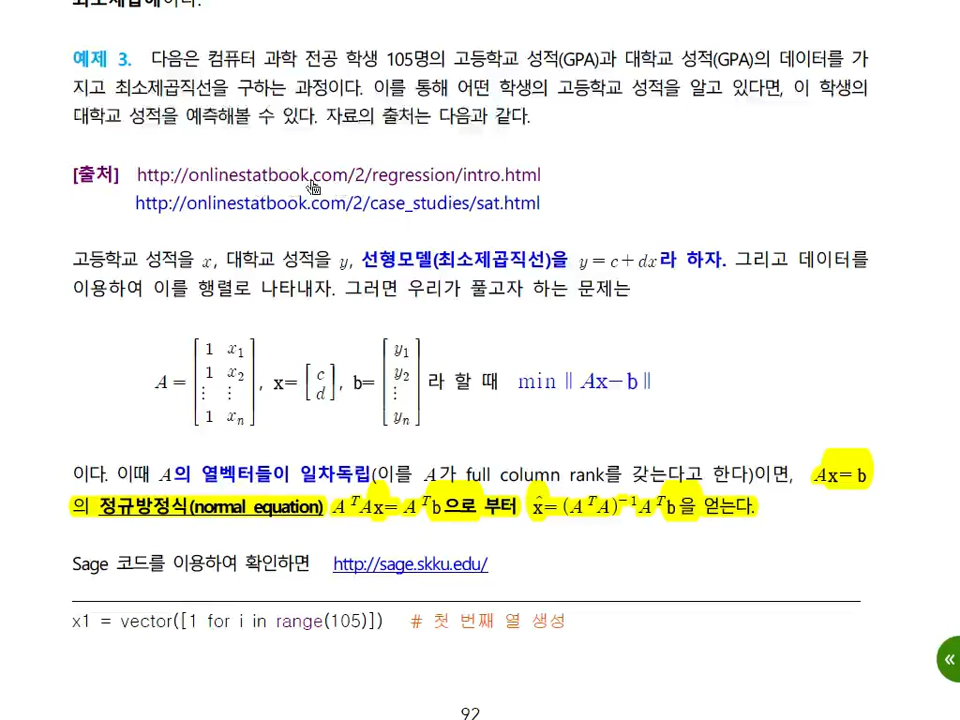 최소제곱해이다.
예제 3. 다음은 컴퓨터 과학 전공 학생 105명의 고등학교 성적(GPA)과 대학교 성적(GPA)의 데이터를 가
지고 최소제곱직선을 구하는 과정이다. 이를 통해 어떤 학생의 고등학교 성적을 알고 있다면, 이 학생의
대학교 성적을 예측해볼 수 있다. 자료의 출처는 다음과 같다.
[출처] http://onlinestatbook.com/2/regression/intro.html
http://onlinestatbook.com/2/case_studies/sat.html
고등학교 성적을 x, 대학교 성적을 y, 선형모델(최소제곱직선)을 y = c + dx라 하자. 그리고 데이터를
이용하여 이를 행렬로 나타내자. 그러면 우리가 풀고자 하는 문제는
A = [1 x₁; 1 x₂; ⋮ ⋮; 1 xₙ], x= [c; d], b= [y₁; y₂; ⋮; yₙ] 라 할 때 min ∥ Ax − b ∥
이다. 이때 A의 열벡터들이 일차독립(이를 A가 full column rank를 갖는다고 한다)이면, Ax = b
의 정규방정식(normal equation) AᵀAx = Aᵀb으로 부터 x̂ = (AᵀA)⁻¹Aᵀb을 얻는다.
Sage 코드를 이용하여 확인하면 http://sage.skku.edu/
x1 = vector([1 for i in range(105)]) # 첫 번째 열 생성
«
92